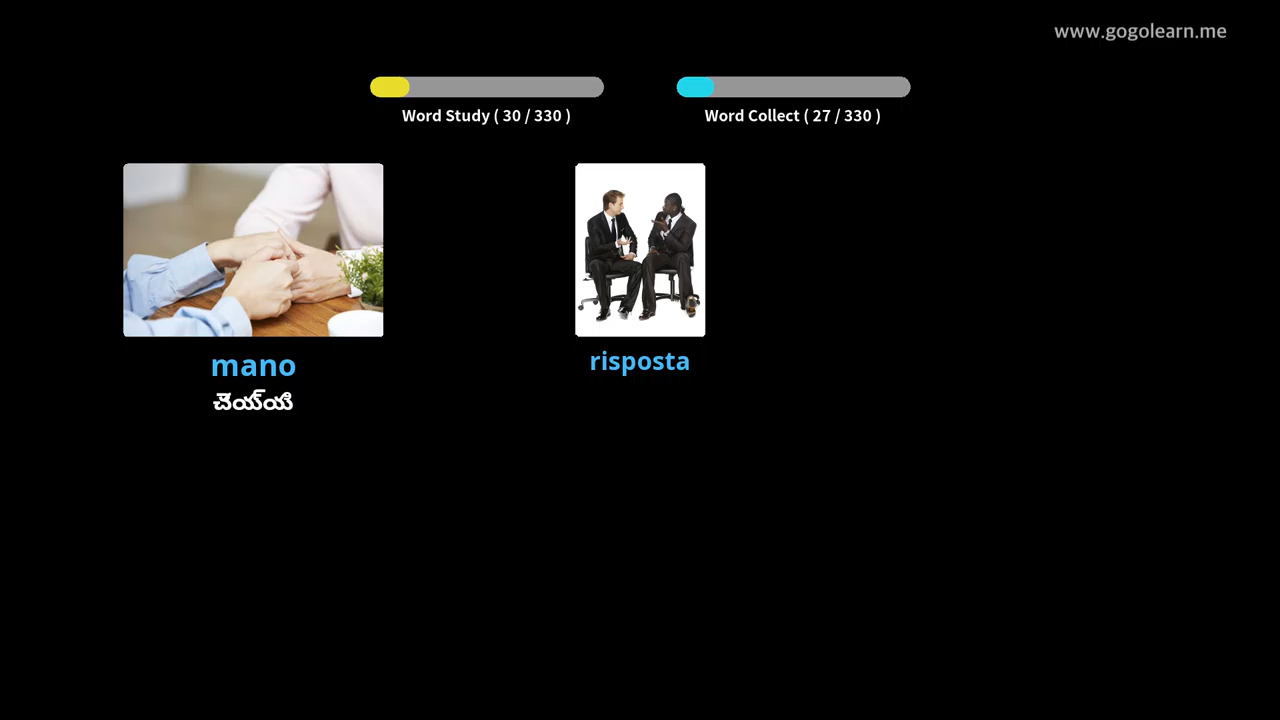 www.gogolearn.me
Word Study ( 30 / 330 )
Word Collect ( 27 / 330 )
mano
చెయ్యి
risposta